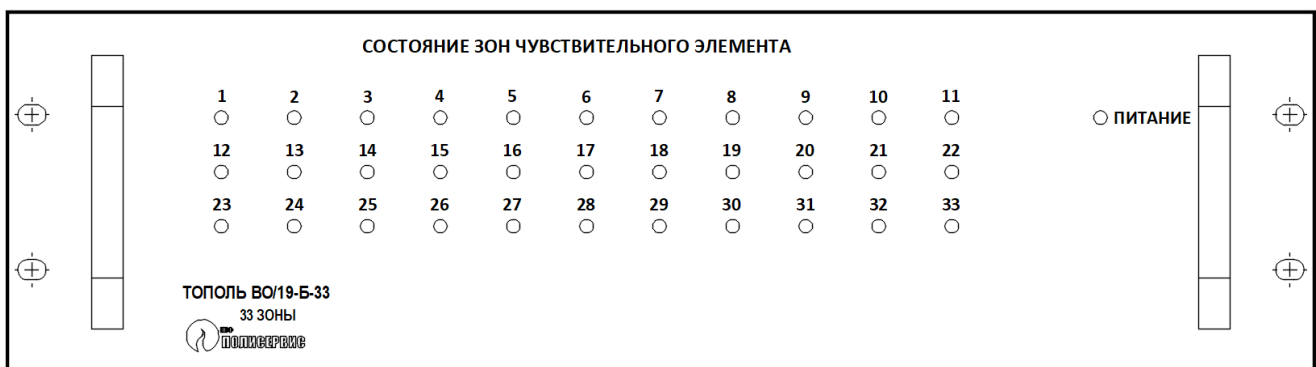 СОСТОЯНИЕ ЗОН ЧУВСТВИТЕЛЬНОГО ЭЛЕМЕНТА
1 2 3 4 5 6 7 8 9 10 11
ПИТАНИЕ
12 13 14 15 16 17 18 19 20 21 22
23 24 25 26 27 28 29 30 31 32 33
ТОПОЛЬ ВО/19-Б-33
33 ЗОНЫ
ПОЛИСЕРВИС